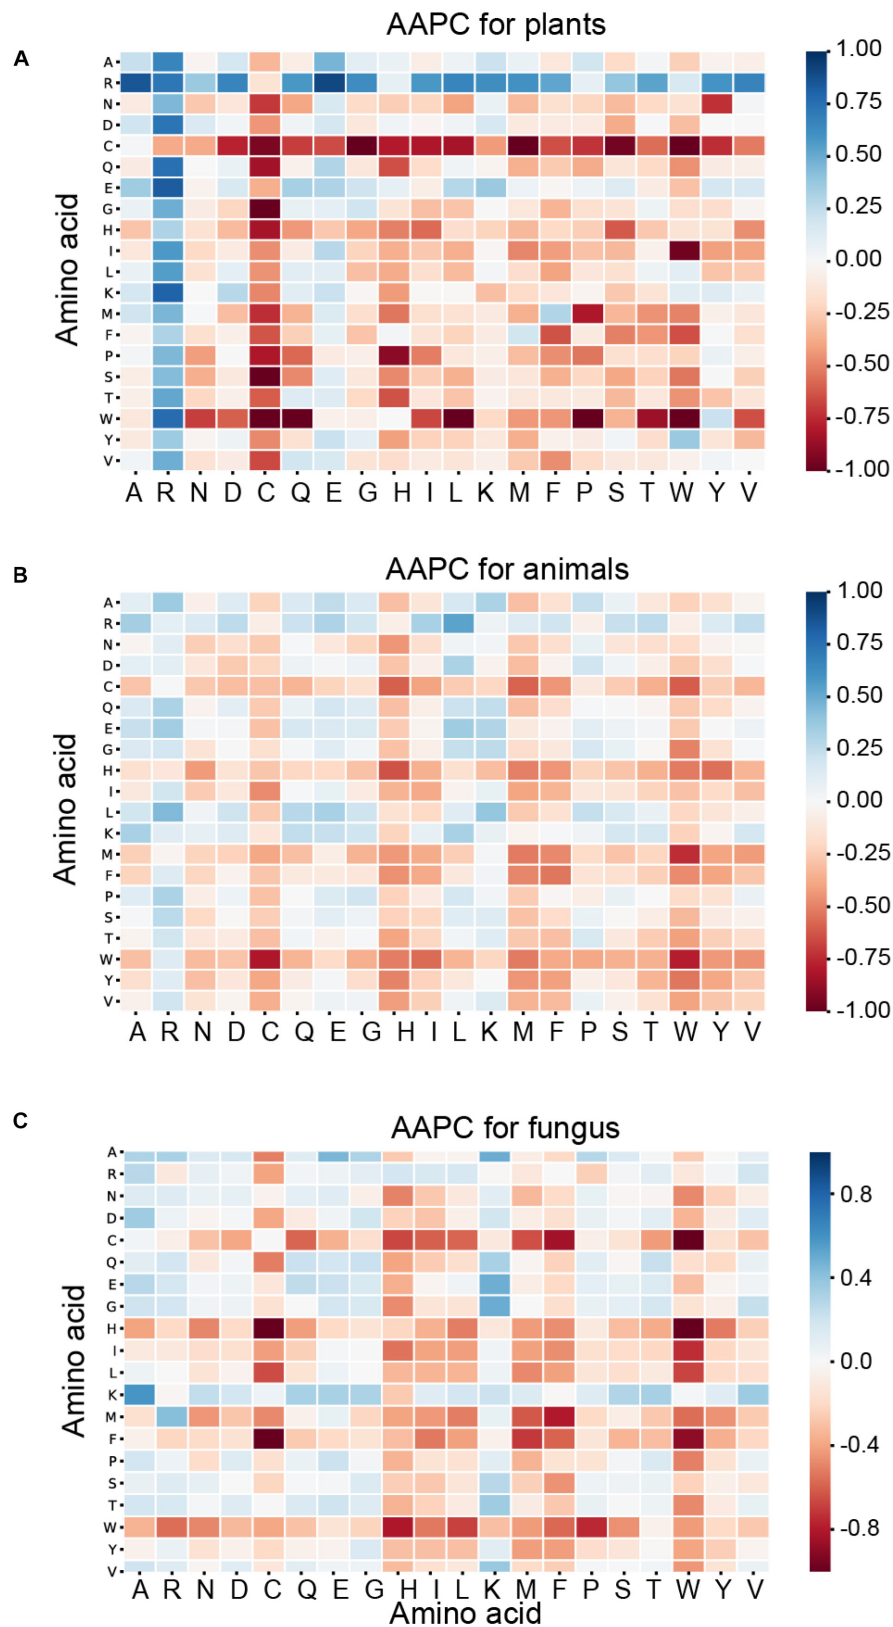 AAPC for plants
A
A
R
N
D
C
Q
E
G
H
I
L
K
M
F
P
S
T
W
Y
V
Amino acid
A R N D C Q E G H I L K M F P S T W Y V
1.00
0.75
0.50
0.25
0.00
-0.25
-0.50
-0.75
-1.00
B
AAPC for animals
A
R
N
D
C
Q
E
G
H
I
L
K
M
F
P
S
T
W
Y
V
Amino acid
A R N D C Q E G H I L K M F P S T W Y V
1.00
0.75
0.50
0.25
0.00
-0.25
-0.50
-0.75
-1.00
C
AAPC for fungus
A
R
N
D
C
Q
E
G
H
I
L
K
M
F
P
S
T
W
Y
V
Amino acid
A R N D C Q E G H I L K M F P S T W Y V
Amino acid
0.8
0.4
0.0
-0.4
-0.8